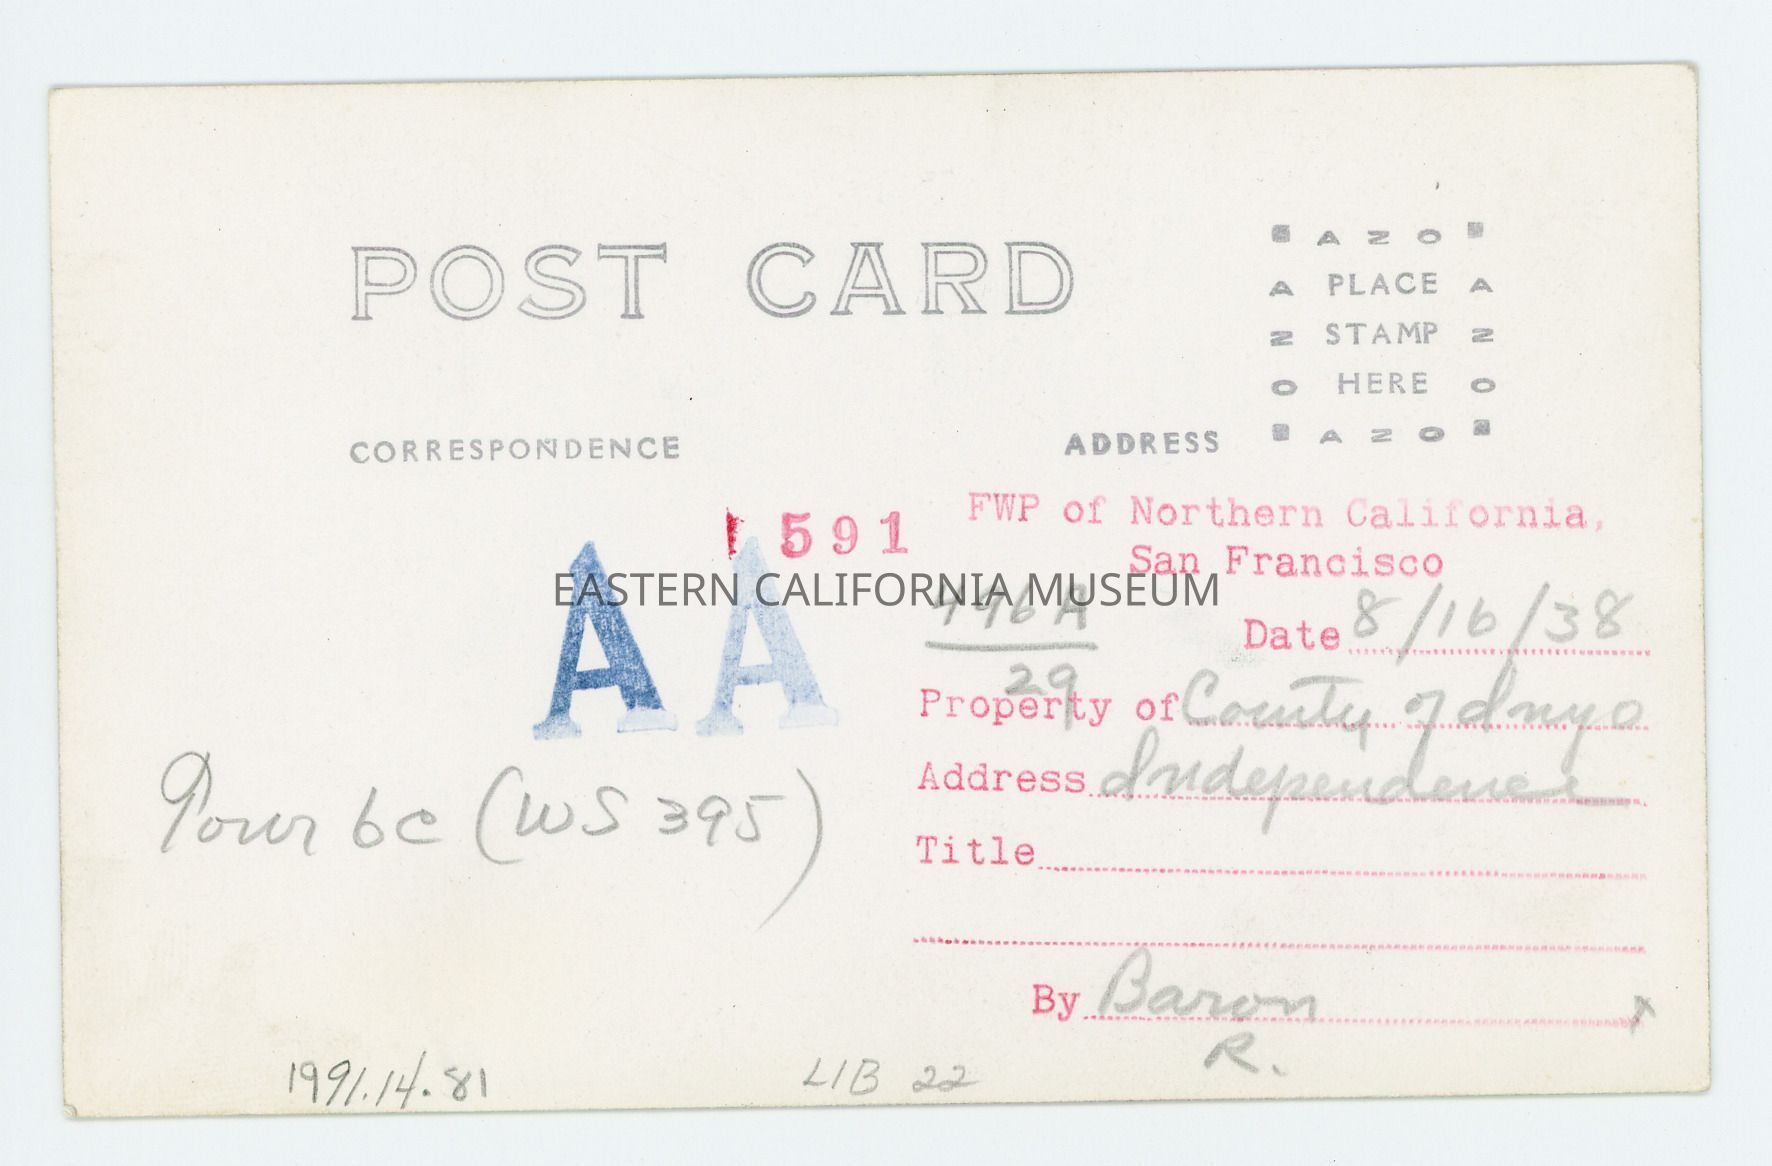 POST CARD
AZO
A PLACE A
Z STAMP Z
O HERE O
AZO
CORRESPONDENCE
ADDRESS
591
FWP of Northern California,
San Francisco
AA
EASTERN CALIFORNIA MUSEUM
496A
29
Date 8/16/38
Property of County of Inyo
Address Independence
Tour 6c (WS 395)
Title
By Baron
R.
1991.14.81
LIB 22